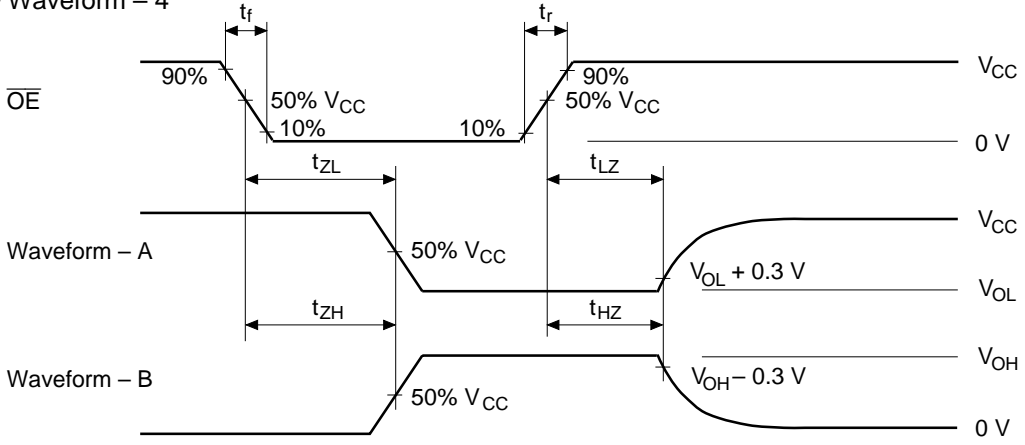 Waveform – 4
tf
tr
90%
90%
VCC
OE
50% VCC
50% VCC
10%
10%
0 V
tZL
tLZ
VCC
Waveform – A
50% VCC
VOL + 0.3 V
VOL
tZH
tHZ
VOH
Waveform – B
VOH – 0.3 V
50% VCC
0 V